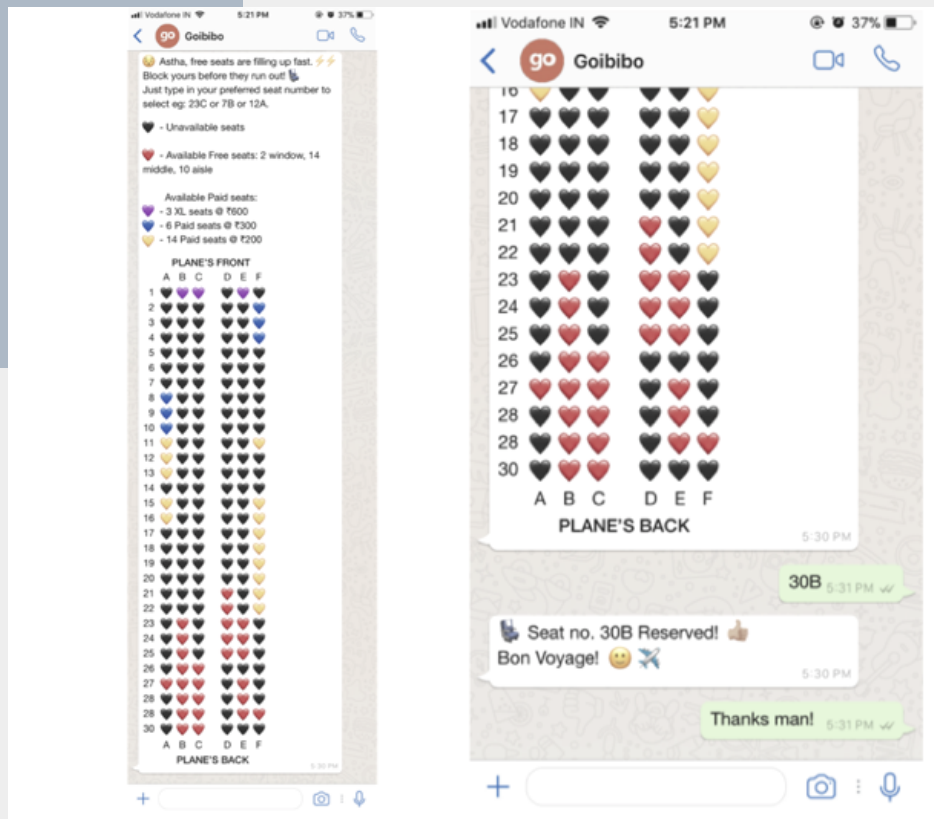 Vodafone IN 5:21 PM 37%
Goibibo
😢 Astha, free seats are filling up fast. ⚡⚡
Block yours before they run out! 💺
Just type in your preferred seat number to
select eg: 23C or 7B or 12A.
🖤 - Unavailable seats
❤️ - Available Free seats: 2 window, 14
middle, 10 aisle
Available Paid seats:
💜 - 3 XL seats @ ₹600
💙 - 6 Paid seats @ ₹300
💛 - 14 Paid seats @ ₹200
PLANE'S FRONT
A B C D E F
1
2
3
4
5
6
7
8
9
10
11
12
13
14
15
16
17
18
19
20
21
22
23
24
25
26
27
28
28
30
A B C D E F
PLANE'S BACK
5:30 PM
Vodafone IN 5:21 PM 37%
Goibibo
16
17
18
19
20
21
22
23
24
25
26
27
28
28
30
A B C D E F
PLANE'S BACK
5:30 PM
30B 5:31 PM
💺 Seat no. 30B Reserved! 👍
Bon Voyage! 🙂 ✈️
5:30 PM
Thanks man! 5:31 PM